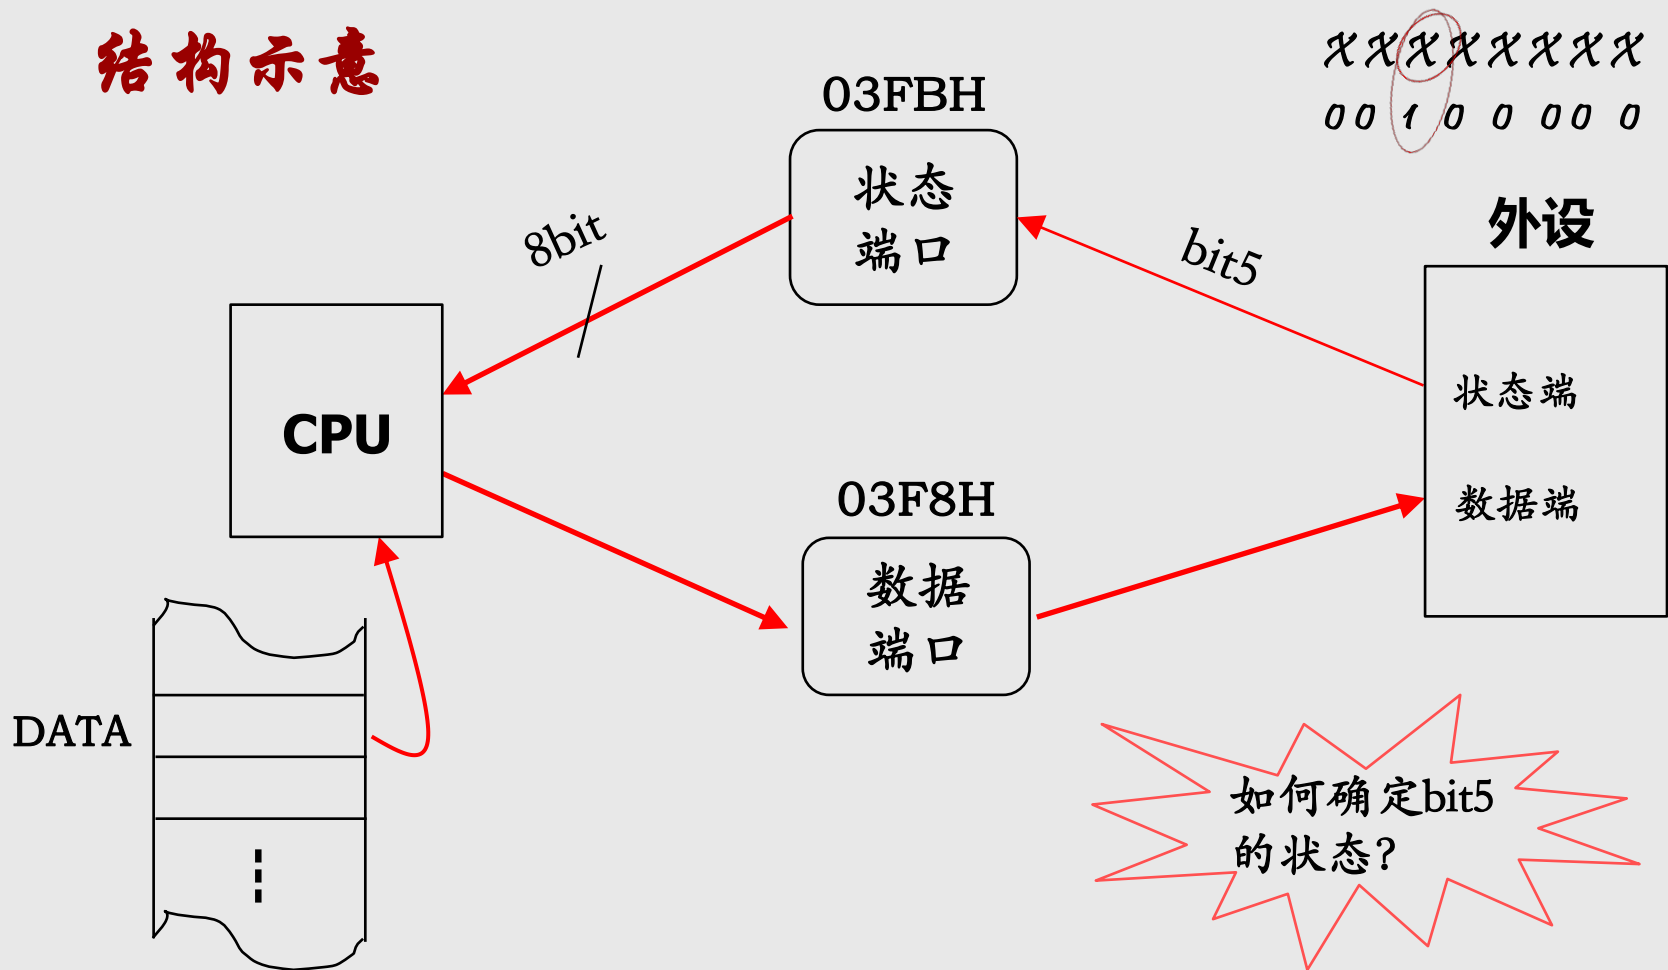 结构示意
XXXXXXXX
00100000
03FBH
状态
端口
8bit
bit5
外设
CPU
状态端
数据端
03F8H
数据
端口
DATA
如何确定bit5
的状态?